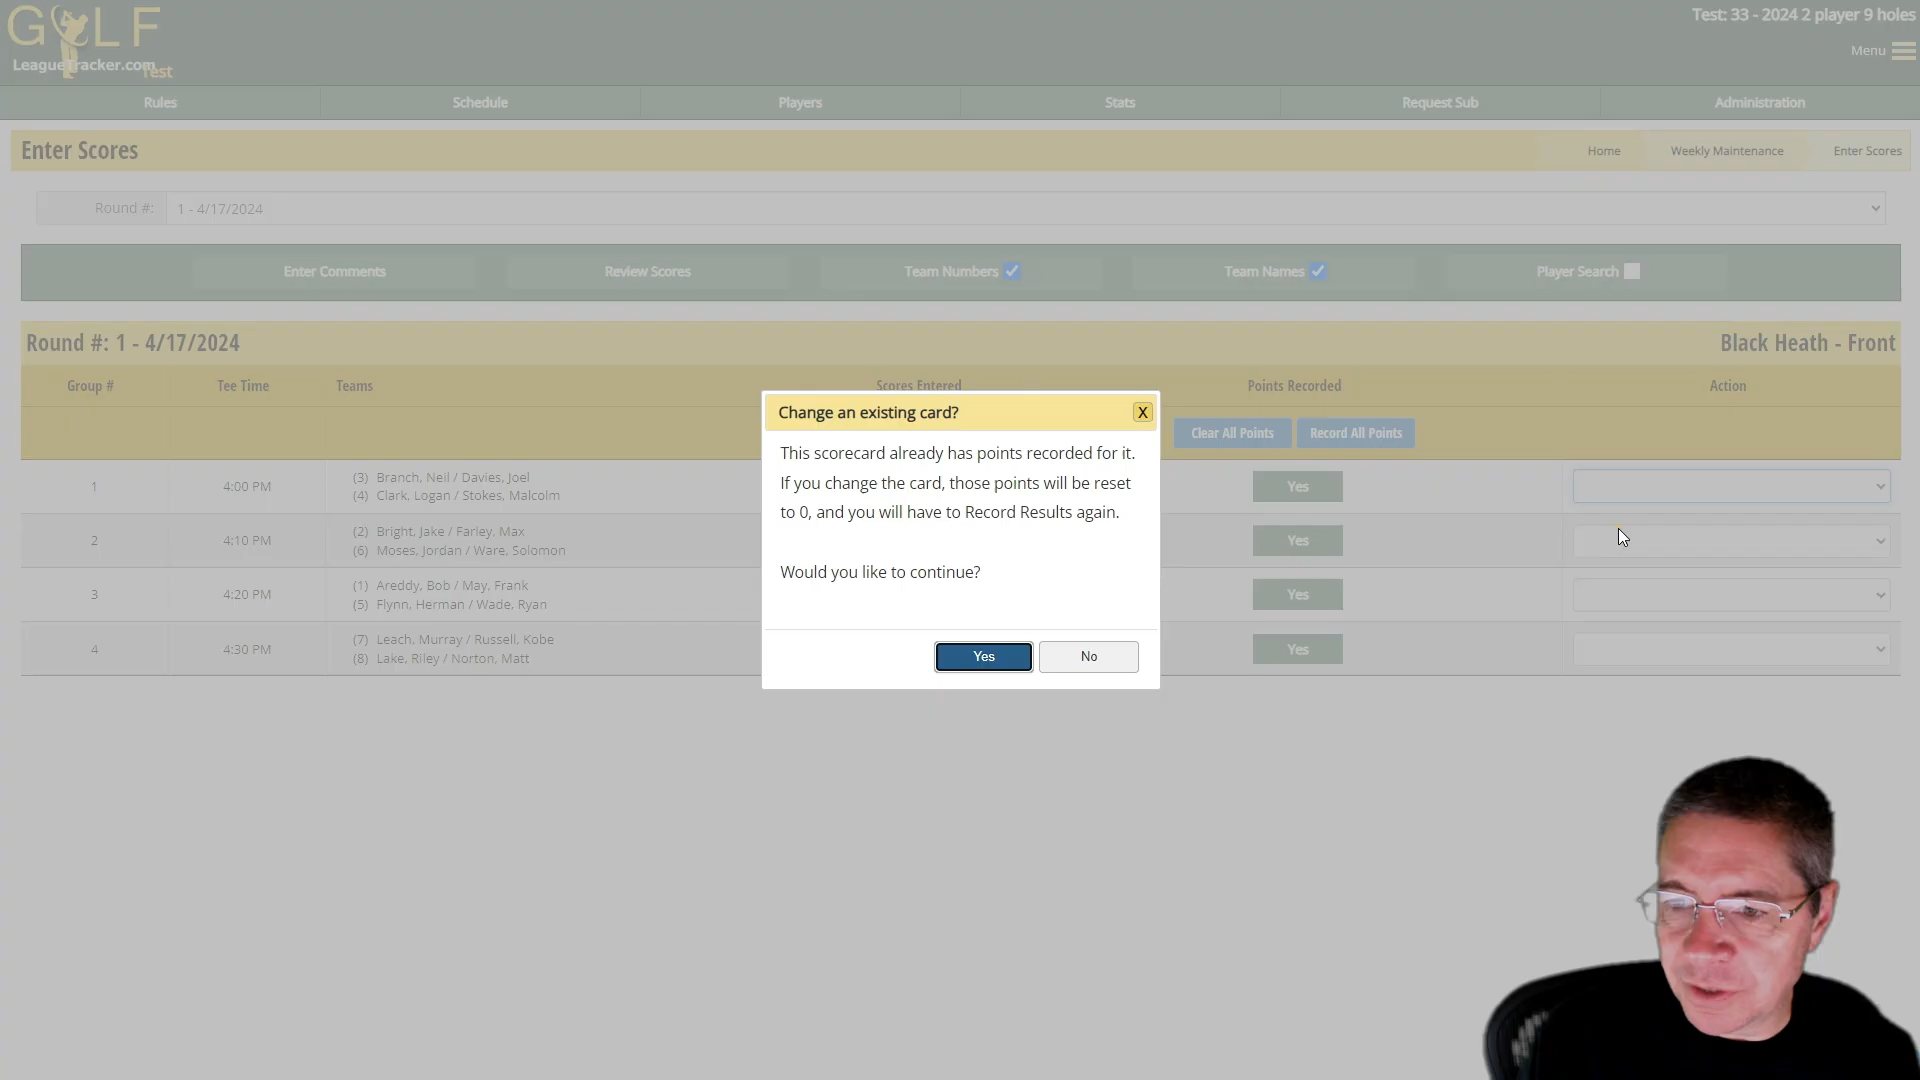 GOLF
LeagueTracker.com
Test
Test: 33 - 2024 2 player 9 holes
Menu
Rules
Schedule
Players
Stats
Request Sub
Administration
Enter Scores
Home
Weekly Maintenance
Enter Scores
Round #:
1 - 4/17/2024
Enter Comments
Review Scores
Team Numbers
Team Names
Player Search
Round #: 1 - 4/17/2024
Black Heath - Front
Group #
Tee Time
Teams
Scores Entered
Points Recorded
Action
Clear All Points
Record All Points
Change an existing card?
X
This scorecard already has points recorded for it.
If you change the card, those points will be reset
to 0, and you will have to Record Results again.
Would you like to continue?
Yes
No
1
4:00 PM
(3) Branch, Neil / Davies, Joel
(4) Clark, Logan / Stokes, Malcolm
Yes
2
4:10 PM
(2) Bright, Jake / Farley, Max
(6) Moses, Jordan / Ware, Solomon
Yes
3
4:20 PM
(1) Areddy, Bob / May, Frank
(5) Flynn, Herman / Wade, Ryan
Yes
4
4:30 PM
(7) Leach, Murray / Russell, Kobe
(8) Lake, Riley / Norton, Matt
Yes